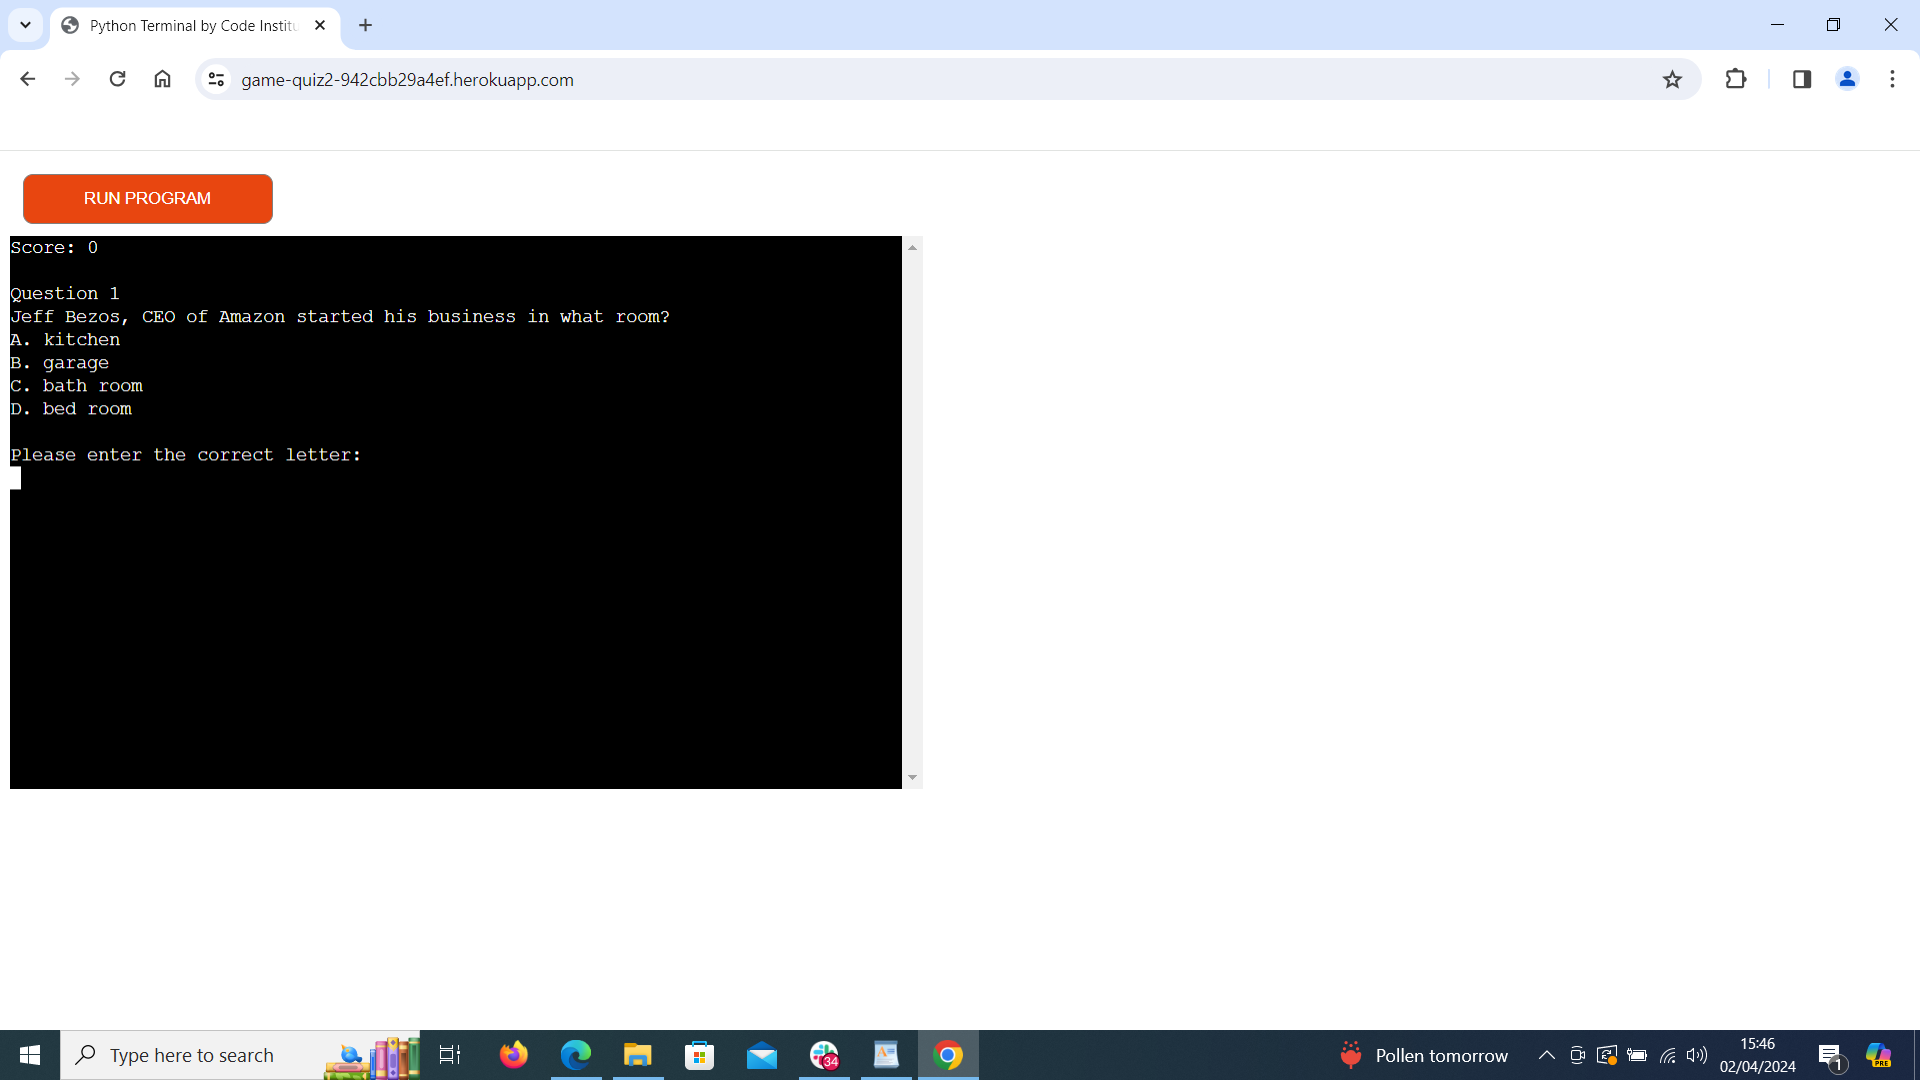 Python Terminal by Code Institu
game-quiz2-942cbb29a4ef.herokuapp.com
RUN PROGRAM
Score: 0
Question 1
Jeff Bezos, CEO of Amazon started his business in what room?
A. kitchen
B. garage
C. bath room
D. bed room
Please enter the correct letter:
Type here to search
34
Pollen tomorrow
15:46
02/04/2024
1
PRE